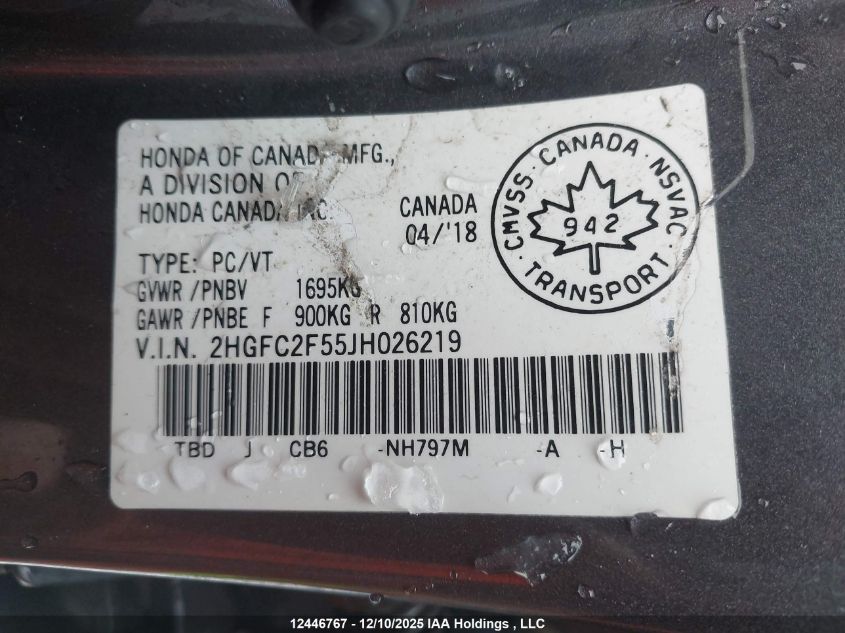 HONDA OF CANADA MFG.,
A DIVISION OF
HONDA CANADA INC.
CANADA
04/'18
TYPE: PC/VT
GVWR /PNBV 1695KG
GAWR /PNBE F 900KG R 810KG
V.I.N. 2HGFC2F55JH026219
TBD J CB6 -NH797M -A -H
CMVSS · CANADA · NSVAC
942
· TRANSPORT ·
12446767 - 12/10/2025 IAA Holdings , LLC